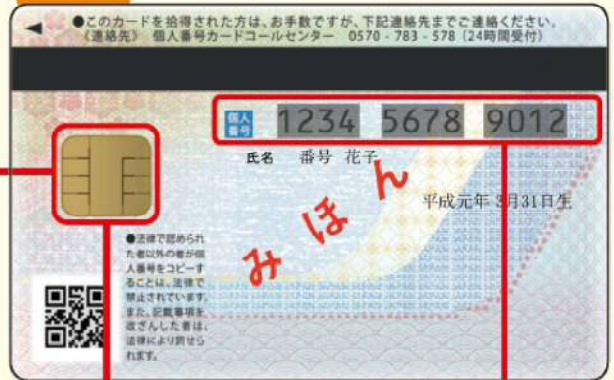 ●このカードを拾得された方は、お手数ですが、下記連絡先までご連絡ください。
《連絡先》 個人番号カードコールセンター 0570-783-578（24時間受付）
個人番号 1234 5678 9012
氏名 番号 花子
平成元年 3月31日生
みほん
●法律で認められ
た者以外の者が個
人番号をコピーす
ることは、法律で
禁止されています。
また、記載事項を
改ざんした者は、
法律により罰せら
れます。